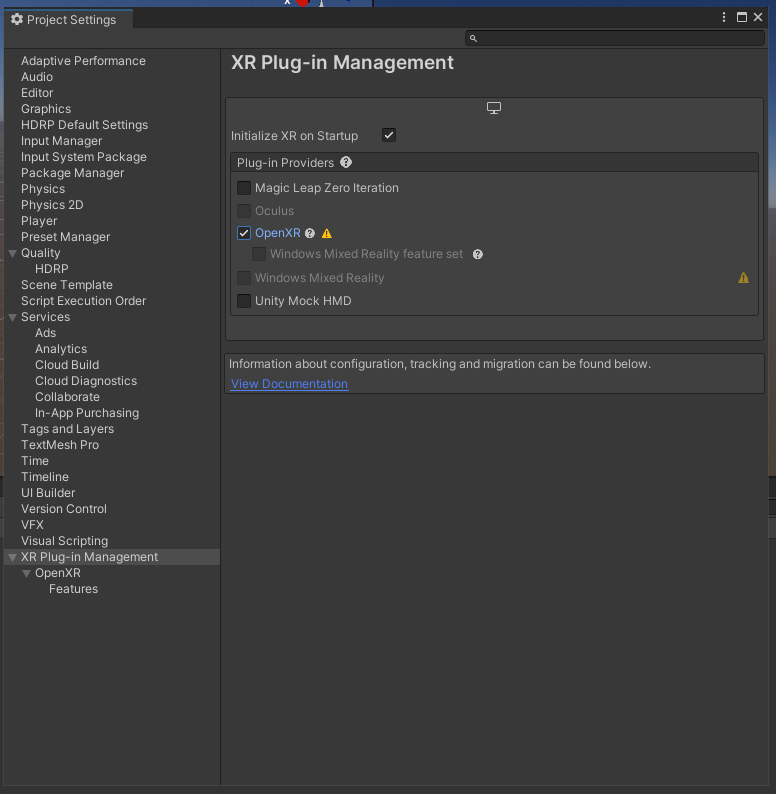 Project Settings
XR Plug-in Management
Adaptive Performance
Audio
Editor
Graphics
HDRP Default Settings
Input Manager
Input System Package
Package Manager
Physics
Physics 2D
Player
Preset Manager
Quality
HDRP
Scene Template
Script Execution Order
Services
Ads
Analytics
Cloud Build
Cloud Diagnostics
Collaborate
In-App Purchasing
Tags and Layers
TextMesh Pro
Time
Timeline
UI Builder
Version Control
VFX
Visual Scripting
XR Plug-in Management
OpenXR
Features
Initialize XR on Startup
Plug-in Providers
Magic Leap Zero Iteration
Oculus
OpenXR
Windows Mixed Reality feature set
Windows Mixed Reality
Unity Mock HMD
Information about configuration, tracking and migration can be found below.
View Documentation